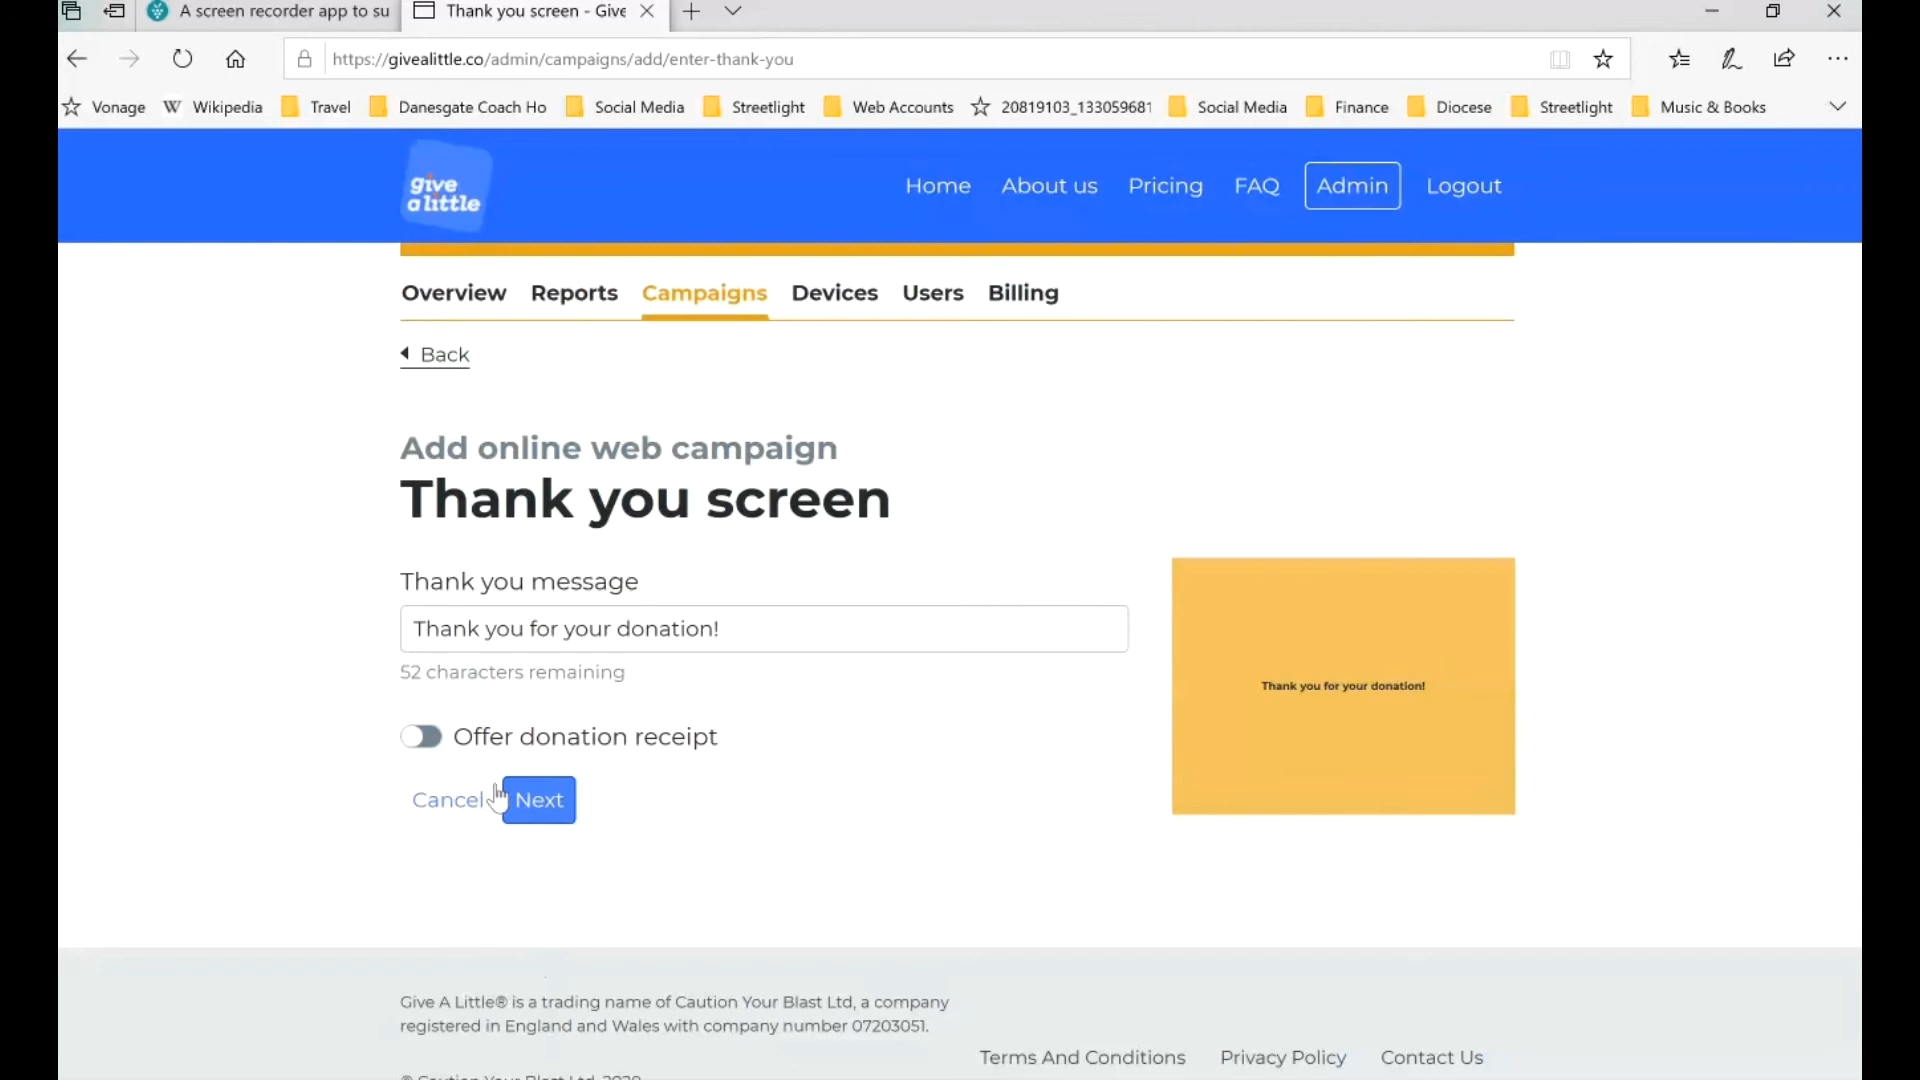 A screen recorder app to su
Thank you screen - Give
https://givealittle.co/admin/campaigns/add/enter-thank-you
Vonage
Wikipedia
Travel
Danesgate Coach Ho
Social Media
Streetlight
Web Accounts
20819103_133059681
Social Media
Finance
Diocese
Streetlight
Music & Books
give
a little
Home
About us
Pricing
FAQ
Admin
Logout
Overview
Reports
Campaigns
Devices
Users
Billing
Back
Add online web campaign
Thank you screen
Thank you message
Thank you for your donation!
52 characters remaining
Thank you for your donation!
Offer donation receipt
Cancel
Next
Give A Little® is a trading name of Caution Your Blast Ltd, a company
registered in England and Wales with company number 07203051.
Terms And Conditions
Privacy Policy
Contact Us
© Caution Your Blast Ltd, 2020